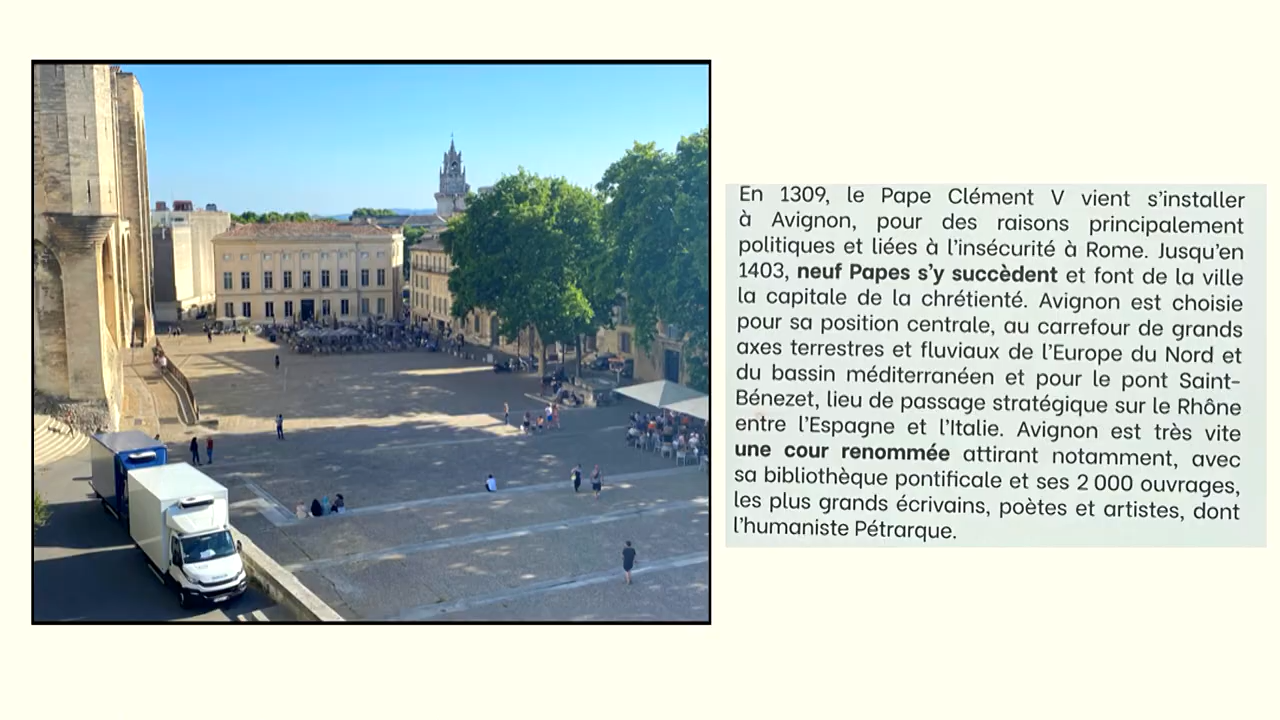 En 1309, le Pape Clément V vient s'installer
à Avignon, pour des raisons principalement
politiques et liées à l'insécurité à Rome. Jusqu'en
1403, neuf Papes s'y succèdent et font de la ville
la capitale de la chrétienté. Avignon est choisie
pour sa position centrale, au carrefour de grands
axes terrestres et fluviaux de l'Europe du Nord et
du bassin méditerranéen et pour le pont Saint-
Bénezet, lieu de passage stratégique sur le Rhône
entre l'Espagne et l'Italie. Avignon est très vite
une cour renommée attirant notamment, avec
sa bibliothèque pontificale et ses 2 000 ouvrages,
les plus grands écrivains, poètes et artistes, dont
l'humaniste Pétrarque.